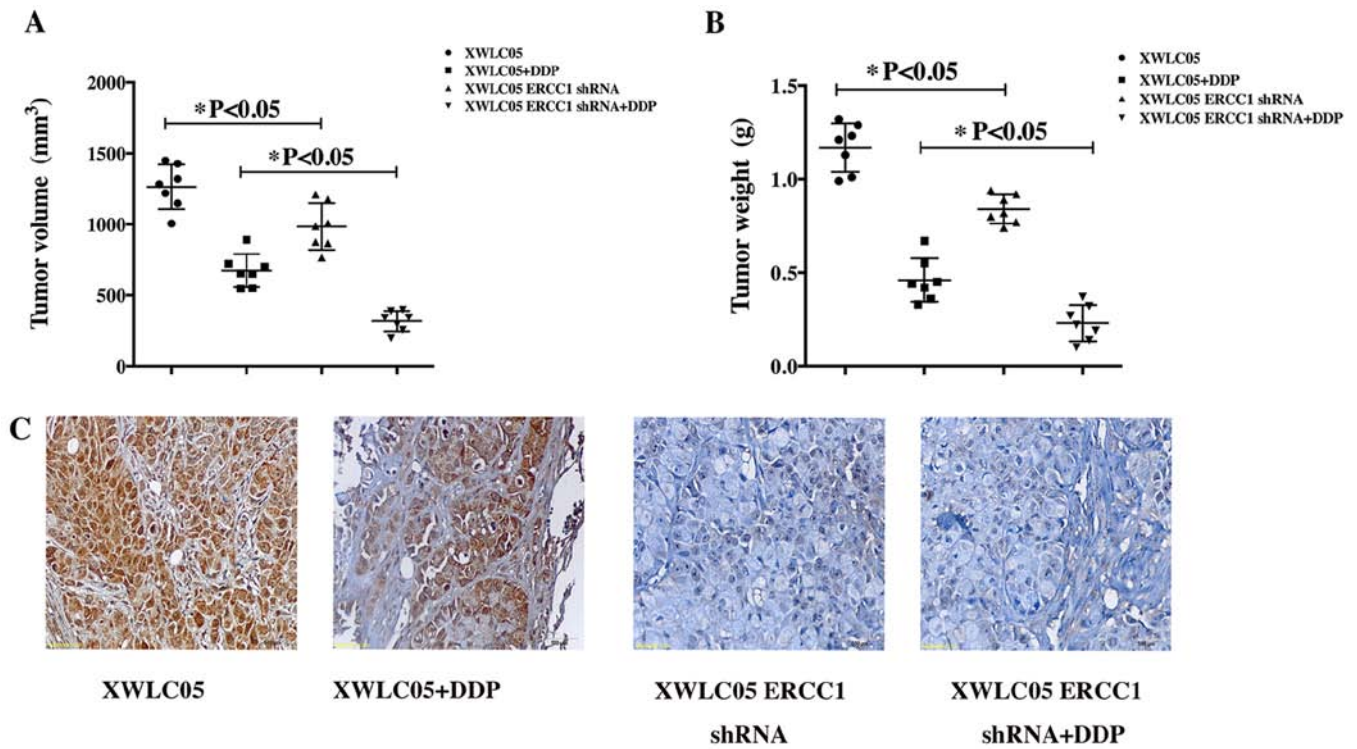 A
XWLC05
XWLC05+DDP
XWLC05 ERCC1 shRNA
XWLC05 ERCC1 shRNA+DDP
Tumor volume (mm³)
2000
1500
1000
500
0
*P<0.05
*P<0.05
B
XWLC05
XWLC05+DDP
XWLC05 ERCC1 shRNA
XWLC05 ERCC1 shRNA+DDP
Tumor weight (g)
1.5
1.0
0.5
0.0
*P<0.05
*P<0.05
C
XWLC05
XWLC05+DDP
XWLC05 ERCC1
shRNA
XWLC05 ERCC1
shRNA+DDP